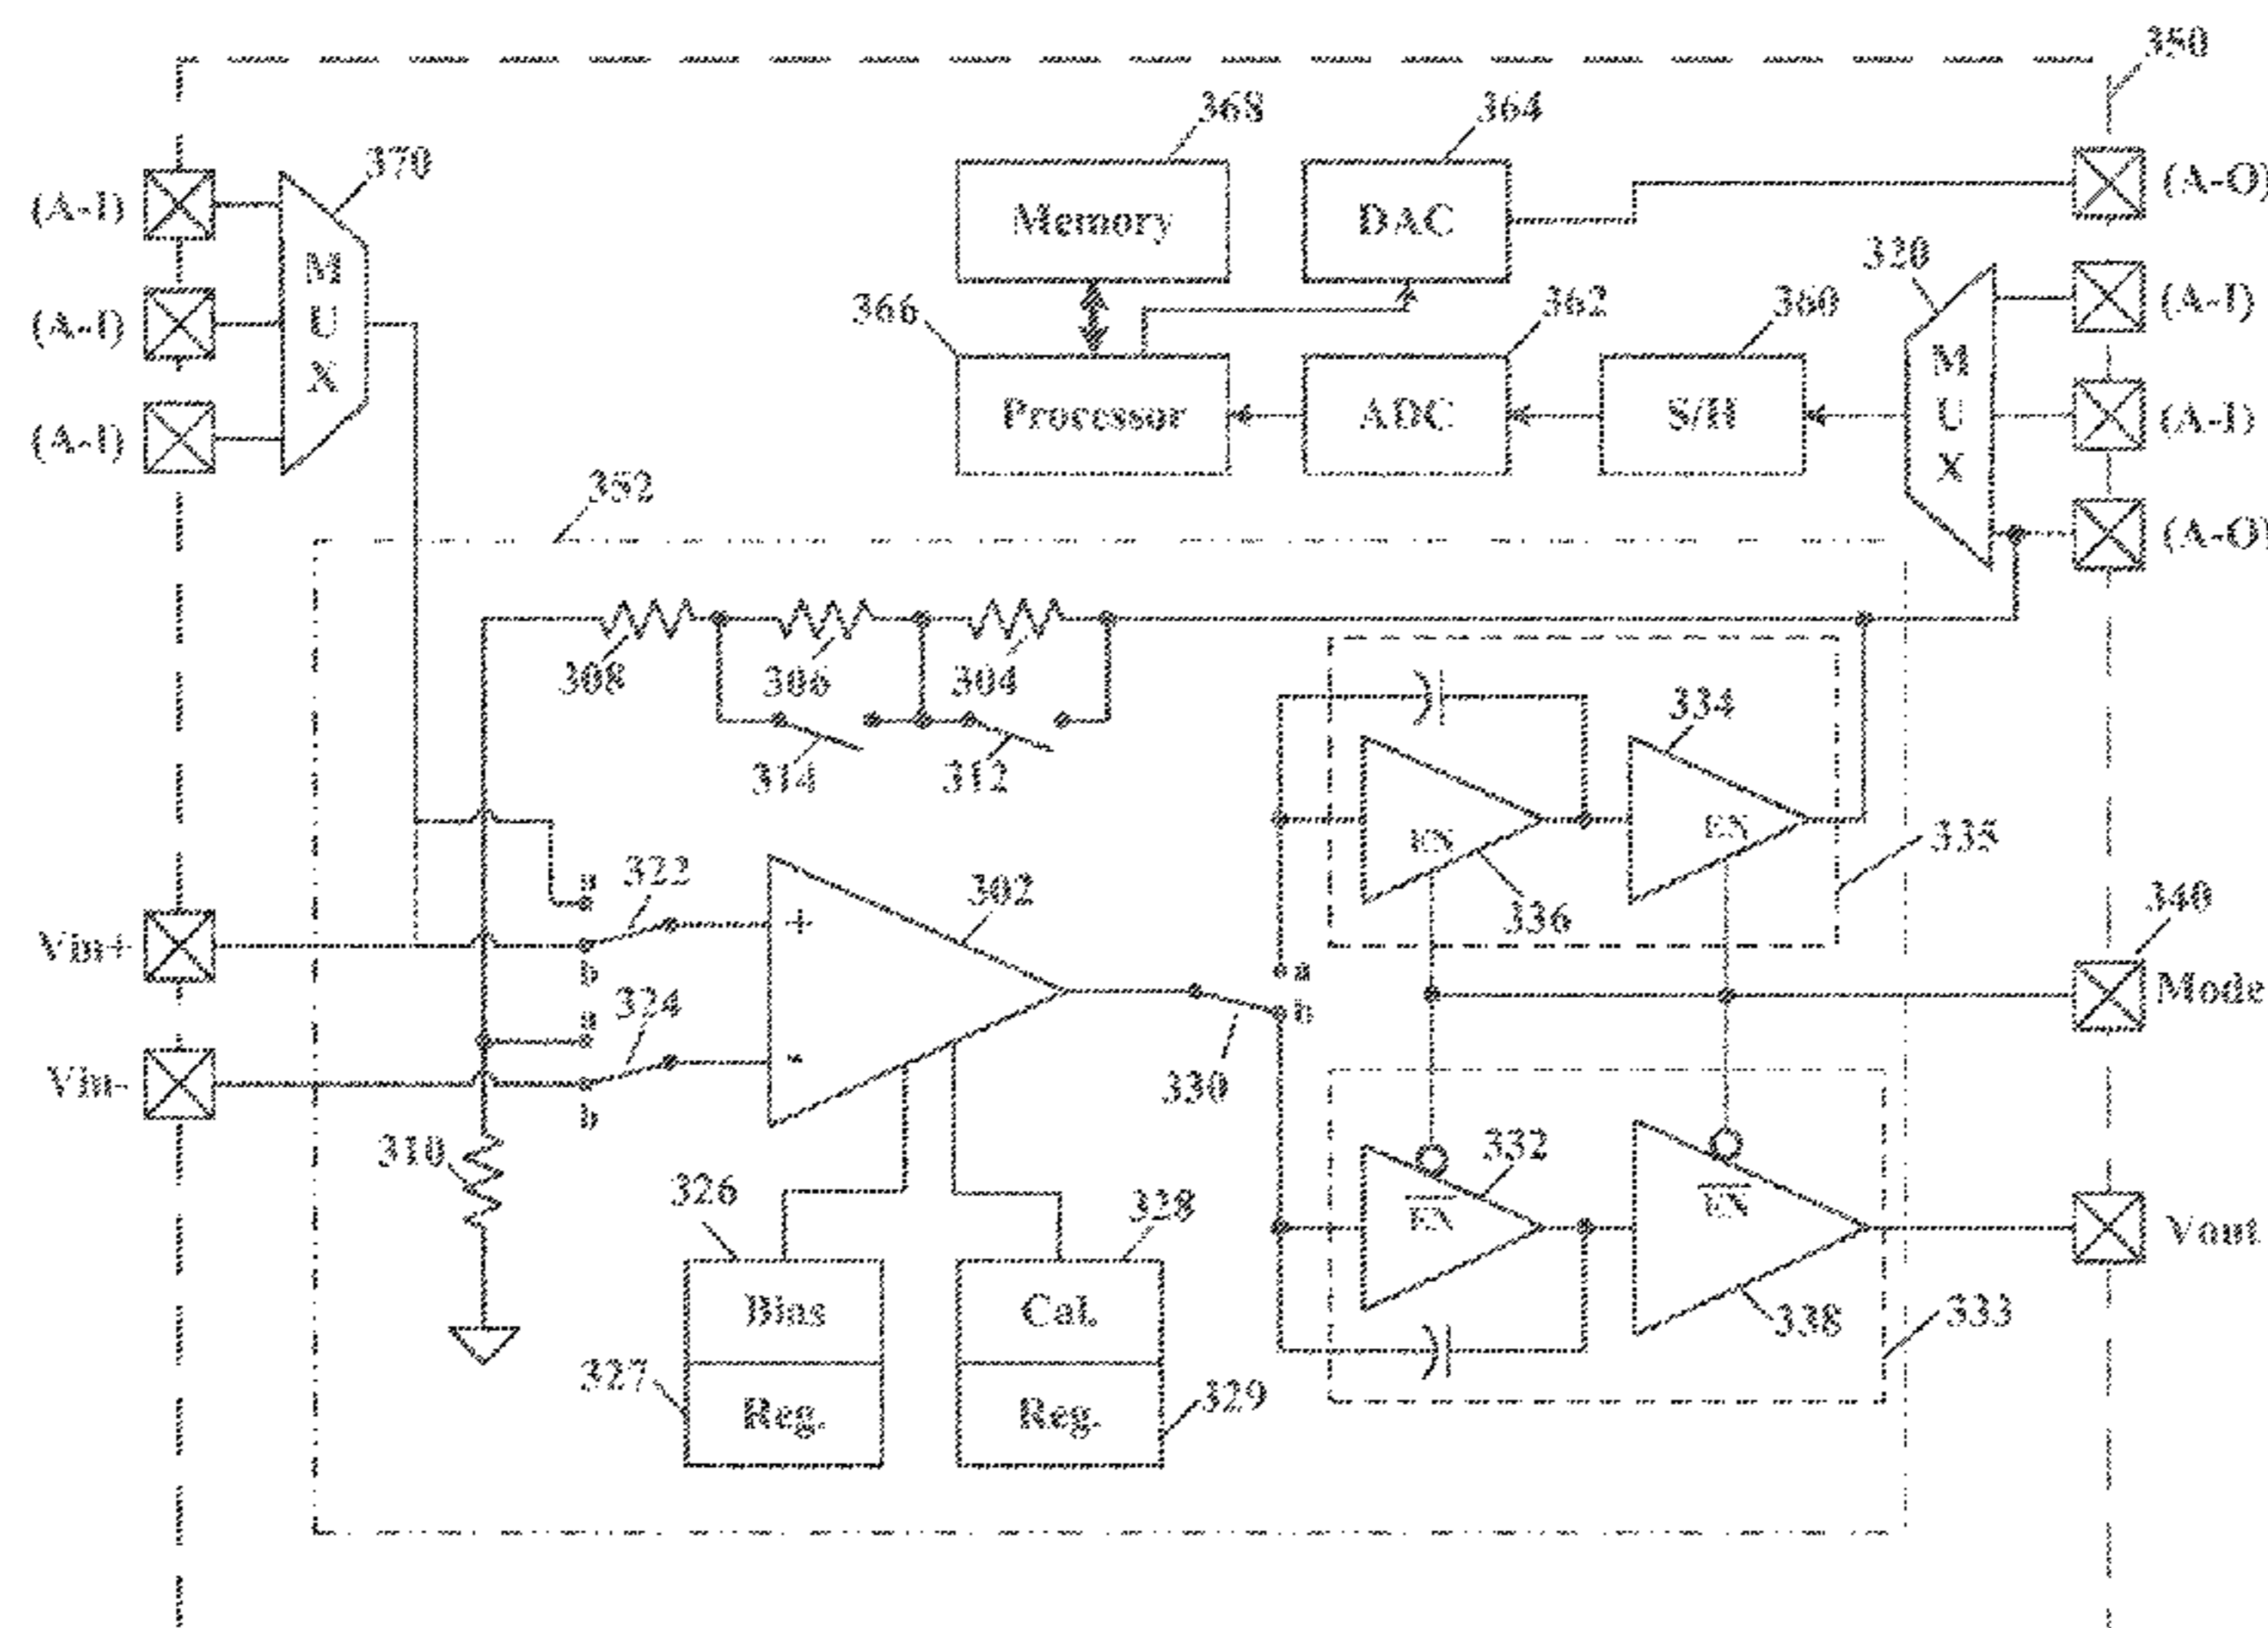 350
368
364
370
(A-I)
MUX
Memory
DAC
(A-O)
320
(A-I)
366
362
360
(A-I)
MUX
Processor
ADC
S/H
(A-I)
(A-I)
352
(A-O)
308
306
304
334
314
312
EN
EN
335
336
a
322
302
340
+
Vin+
b
a
Mode
324
a
b
-
Vin-
b
330
310
332
326
328
EN
EN
Vout
Bias
Cal.
338
333
327
Reg.
Reg.
329